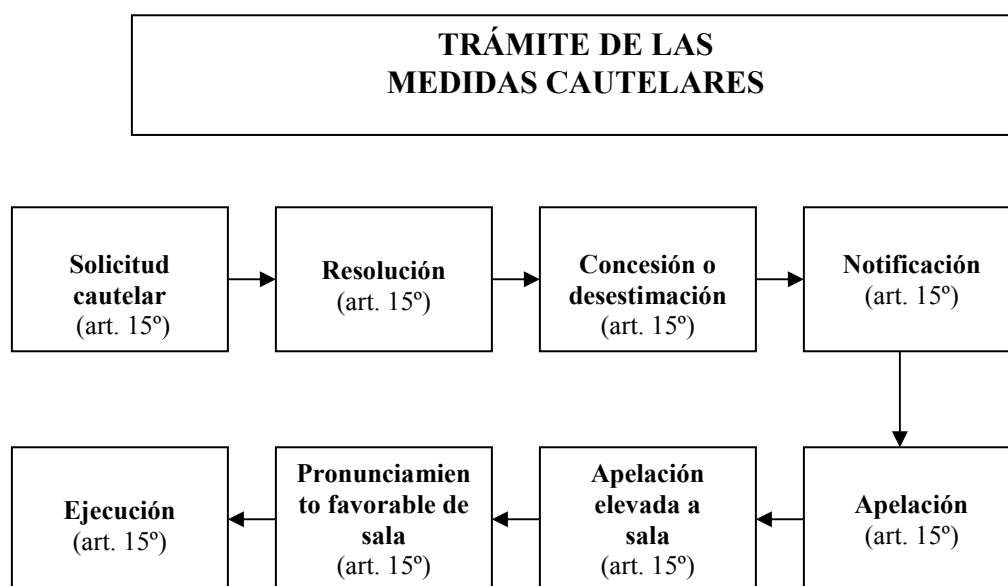 TRÁMITE DE LAS
MEDIDAS CAUTELARES
Solicitud
cautelar
(art. 15º)
Resolución
(art. 15º)
Concesión o
desestimación
(art. 15º)
Notificación
(art. 15º)
Ejecución
(art. 15º)
Pronunciamien
to favorable de
sala
(art. 15º)
Apelación
elevada a
sala
(art. 15º)
Apelación
(art. 15º)